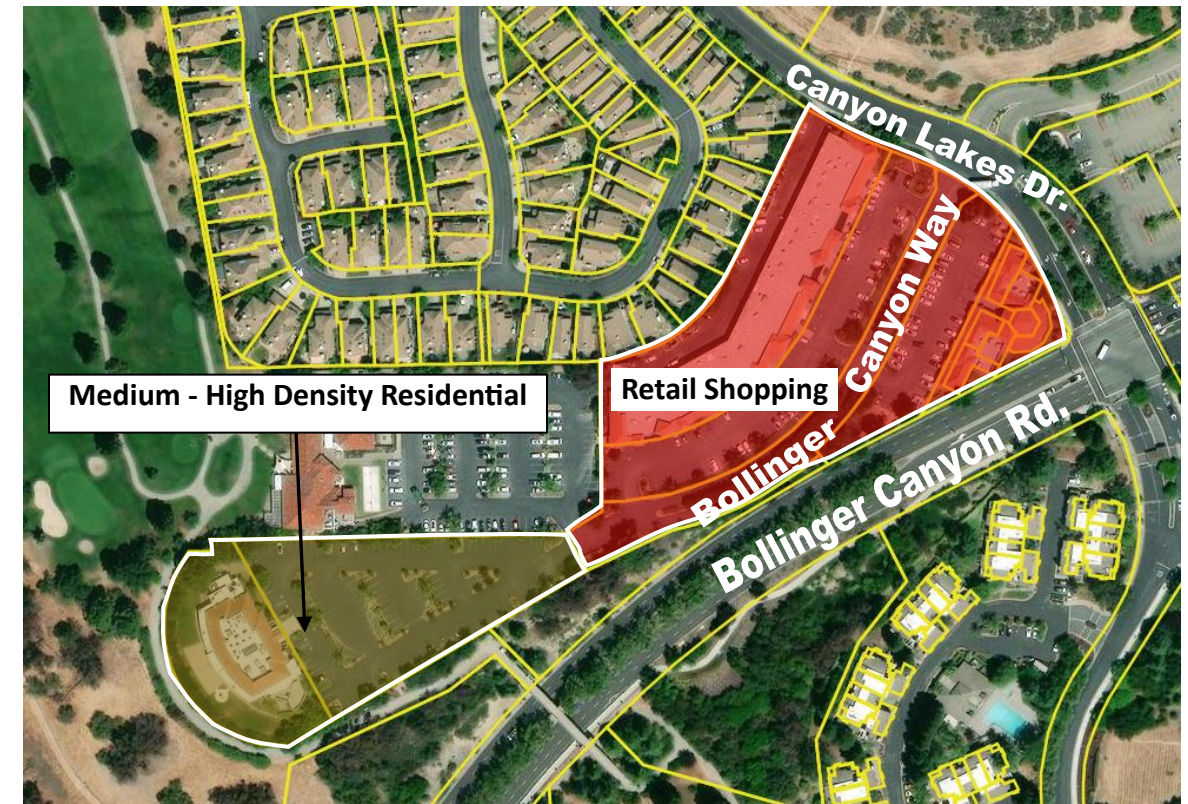 Canyon Lakes Dr.
Bollinger Canyon Way
Medium - High Density Residential
Retail Shopping
Bollinger Canyon Rd.